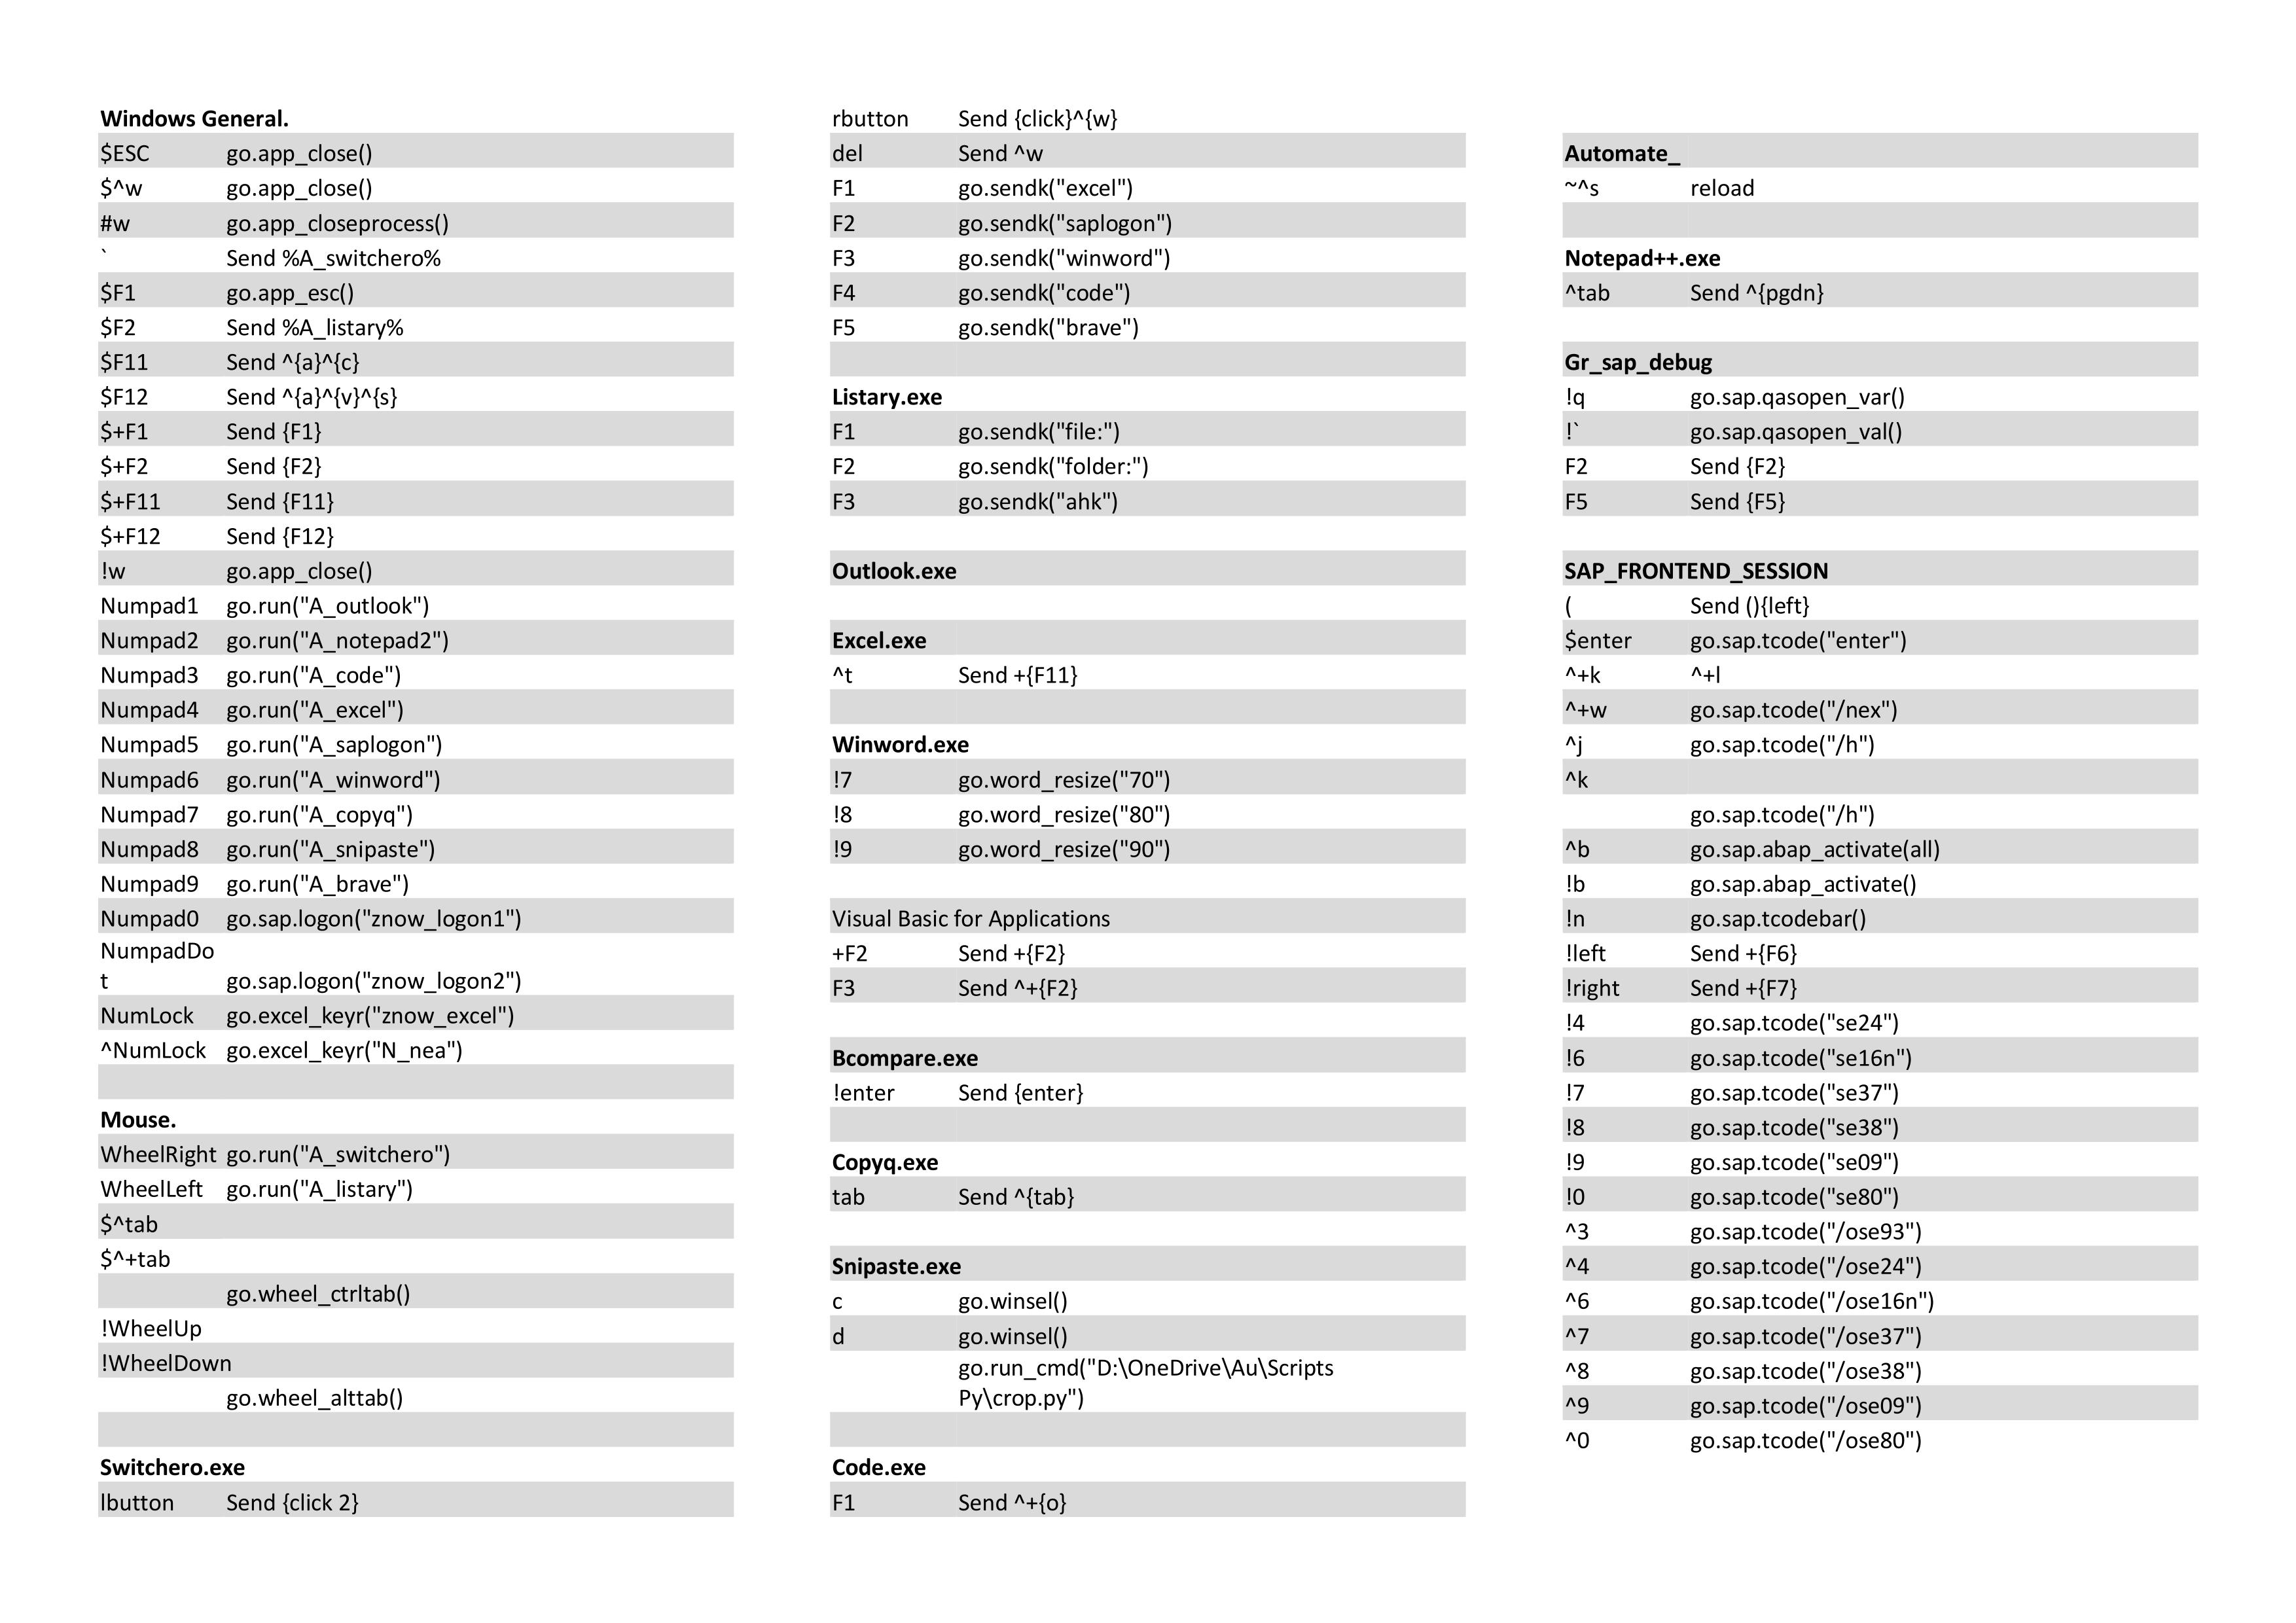 Windows General.
$ESC go.app_close()
$^w go.app_close()
#w go.app_closeprocess()
` Send %A_switchero%
$F1 go.app_esc()
$F2 Send %A_listary%
$F11 Send ^{a}^{c}
$F12 Send ^{a}^{v}^{s}
$+F1 Send {F1}
$+F2 Send {F2}
$+F11 Send {F11}
$+F12 Send {F12}
!w go.app_close()
Numpad1 go.run("A_outlook")
Numpad2 go.run("A_notepad2")
Numpad3 go.run("A_code")
Numpad4 go.run("A_excel")
Numpad5 go.run("A_saplogon")
Numpad6 go.run("A_winword")
Numpad7 go.run("A_copyq")
Numpad8 go.run("A_snipaste")
Numpad9 go.run("A_brave")
Numpad0 go.sap.logon("znow_logon1")
NumpadDo
t go.sap.logon("znow_logon2")
NumLock go.excel_keyr("znow_excel")
^NumLock go.excel_keyr("N_nea")
Mouse.
WheelRight go.run("A_switchero")
WheelLeft go.run("A_listary")
$^tab
$^+tab
go.wheel_ctrltab()
!WheelUp
!WheelDown
go.wheel_alttab()
Switchero.exe
lbutton Send {click 2}
rbutton Send {click}^{w}
del Send ^w
F1 go.sendk("excel")
F2 go.sendk("saplogon")
F3 go.sendk("winword")
F4 go.sendk("code")
F5 go.sendk("brave")
Listary.exe
F1 go.sendk("file:")
F2 go.sendk("folder:")
F3 go.sendk("ahk")
Outlook.exe
Excel.exe
^t Send +{F11}
Winword.exe
!7 go.word_resize("70")
!8 go.word_resize("80")
!9 go.word_resize("90")
Visual Basic for Applications
+F2 Send +{F2}
F3 Send ^+{F2}
Bcompare.exe
!enter Send {enter}
Copyq.exe
tab Send ^{tab}
Snipaste.exe
c go.winsel()
d go.winsel()
go.run_cmd("D:\OneDrive\Au\Scripts
Py\crop.py")
Code.exe
F1 Send ^+{o}
Automate_
~^s reload
Notepad++.exe
^tab Send ^{pgdn}
Gr_sap_debug
!q go.sap.qasopen_var()
!` go.sap.qasopen_val()
F2 Send {F2}
F5 Send {F5}
SAP_FRONTEND_SESSION
( Send (){left}
$enter go.sap.tcode("enter")
^+k ^+l
^+w go.sap.tcode("/nex")
^j go.sap.tcode("/h")
^k
go.sap.tcode("/h")
^b go.sap.abap_activate(all)
!b go.sap.abap_activate()
!n go.sap.tcodebar()
!left Send +{F6}
!right Send +{F7}
!4 go.sap.tcode("se24")
!6 go.sap.tcode("se16n")
!7 go.sap.tcode("se37")
!8 go.sap.tcode("se38")
!9 go.sap.tcode("se09")
!0 go.sap.tcode("se80")
^3 go.sap.tcode("/ose93")
^4 go.sap.tcode("/ose24")
^6 go.sap.tcode("/ose16n")
^7 go.sap.tcode("/ose37")
^8 go.sap.tcode("/ose38")
^9 go.sap.tcode("/ose09")
^0 go.sap.tcode("/ose80")